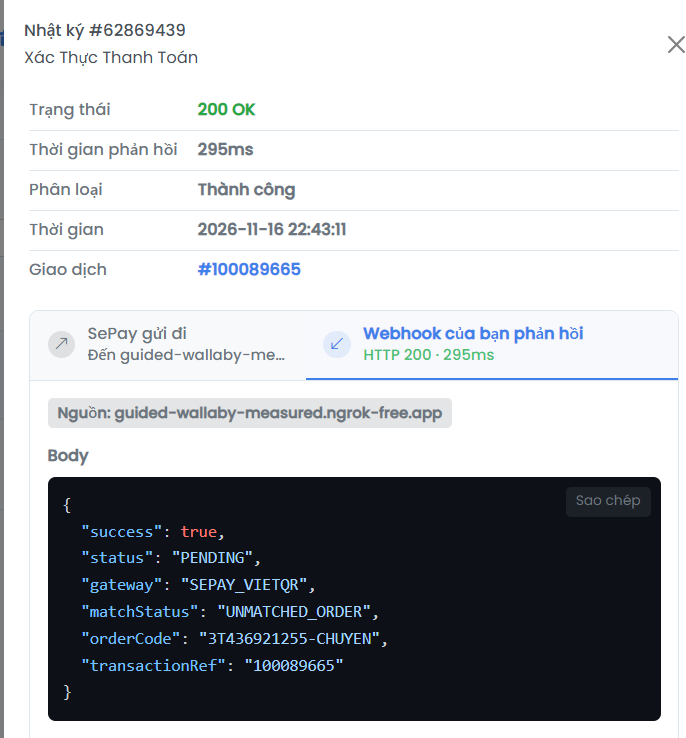 Nhật ký #62869439
Xác Thực Thanh Toán
Trạng thái 200 OK
Thời gian phản hồi 295ms
Phân loại Thành công
Thời gian 2026-11-16 22:43:11
Giao dịch #100089665
SePay gửi đi
Đến guided-wallaby-me...
Webhook của bạn phản hồi
HTTP 200 · 295ms
Nguồn: guided-wallaby-measured.ngrok-free.app
Body
Sao chép
{
"success": true,
"status": "PENDING",
"gateway": "SEPAY_VIETQR",
"matchStatus": "UNMATCHED_ORDER",
"orderCode": "3T436921255-CHUYEN",
"transactionRef": "100089665"
}